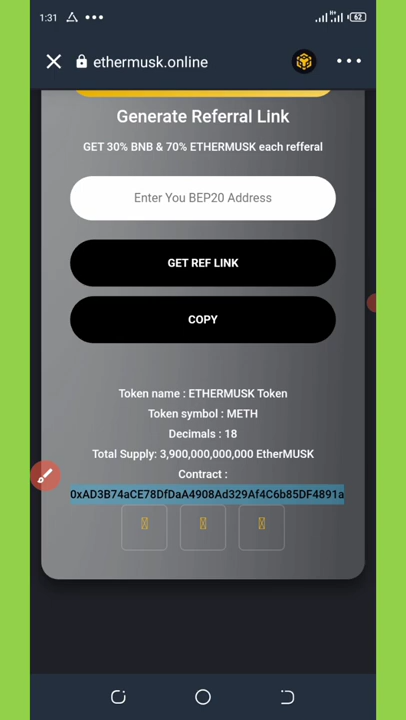 1:31
62
ethermusk.online
Generate Referral Link
GET 30% BNB & 70% ETHERMUSK each refferal
Enter You BEP20 Address
GET REF LINK
COPY
Token name : ETHERMUSK Token
Token symbol : METH
Decimals : 18
Total Supply: 3,900,000,000,000 EtherMUSK
Contract :
0xAD3B74aCE78DfDaA4908Ad329Af4C6b85DF4891a